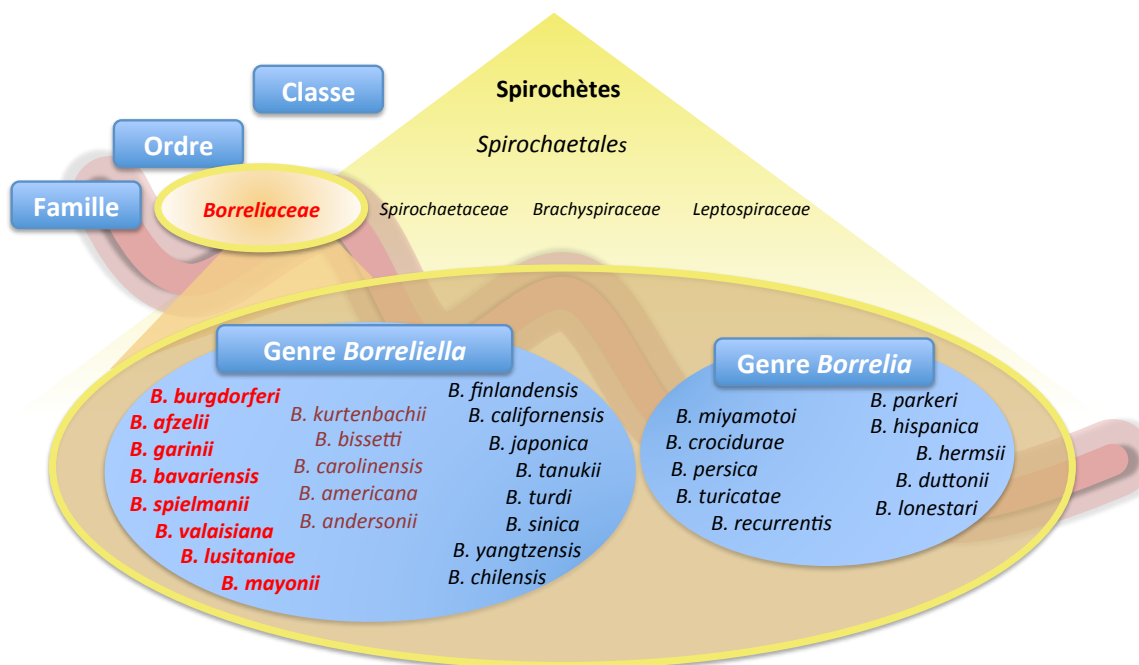 Classe
Spirochètes
Ordre
Spirochaetales
Famille
Borreliaceae
Spirochaetaceae
Brachyspiraceae
Leptospiraceae
Genre Borreliella
B. burgdorferi
B. afzelii
B. garinii
B. bavariensis
B. spielmanii
B. valaisiana
B. lusitaniae
B. mayonii
B. kurtenbachii
B. bissetti
B. carolinensis
B. americana
B. andersonii
B. finlandensis
B. californensis
B. japonica
B. tanukii
B. turdi
B. sinica
B. yangtzensis
B. chilensis
Genre Borrelia
B. miyamotoi
B. crocidurae
B. persica
B. turicatae
B. recurrentis
B. parkeri
B. hispanica
B. hermsii
B. duttonii
B. lonestari